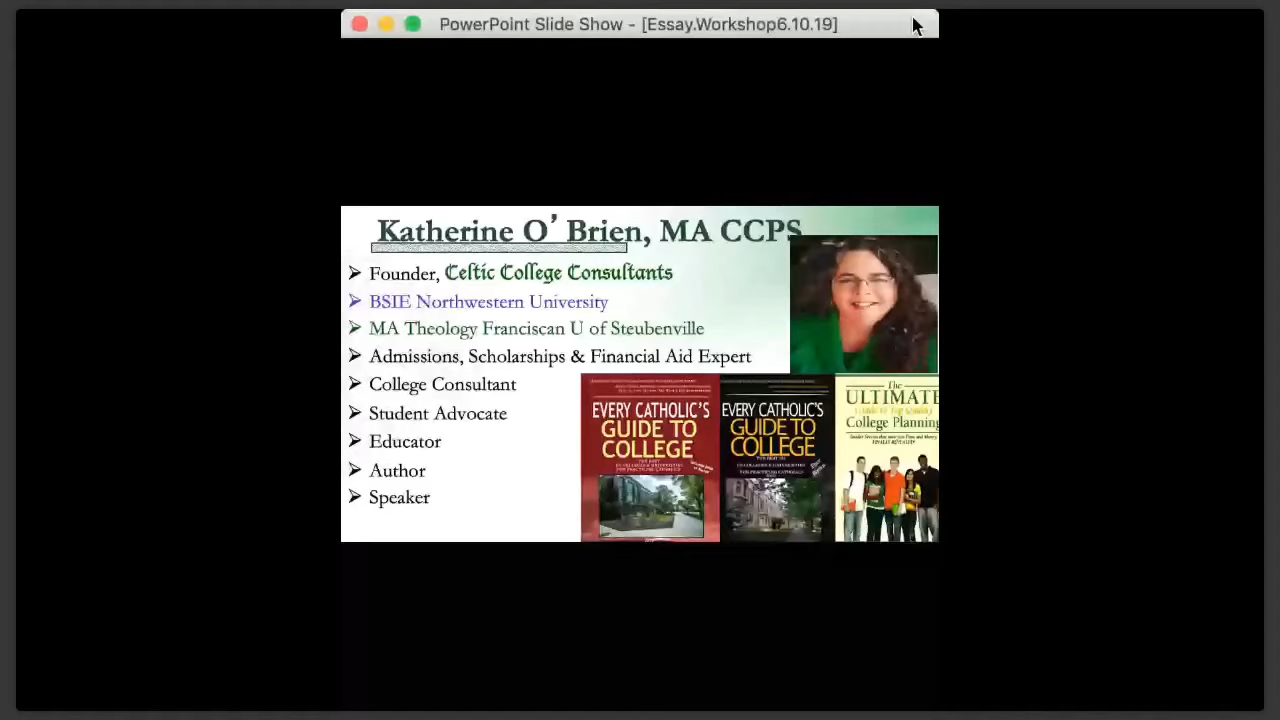 PowerPoint Slide Show - [Essay.Workshop6.10.19]
Katherine O’ Brien, MA CCPS
➢ Founder, Celtic College Consultants
➢ BSIE Northwestern University
➢ MA Theology Franciscan U of Steubenville
➢ Admissions, Scholarships & Financial Aid Expert
➢ College Consultant
➢ Student Advocate
➢ Educator
➢ Author
➢ Speaker
EVERY CATHOLIC'S
GUIDE TO
COLLEGE
EVERY CATHOLIC'S
GUIDE TO
COLLEGE
The
ULTIMATE
College Planning